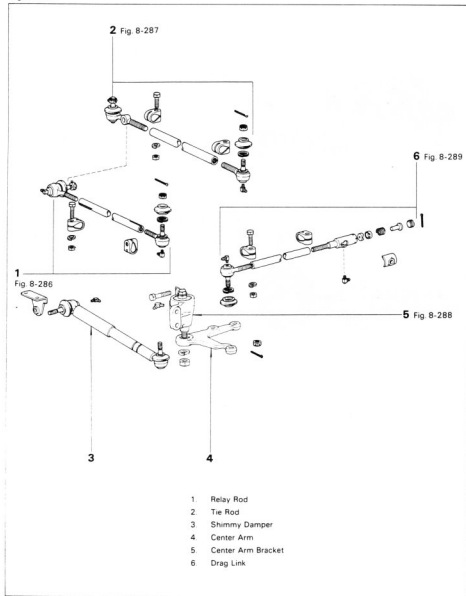 2 Fig. 8-287
6 Fig. 8-289
1
Fig. 8-286
5 Fig. 8-288
3
4
1. Relay Rod
2. Tie Rod
3. Shimmy Damper
4. Center Arm
5. Center Arm Bracket
6. Drag Link